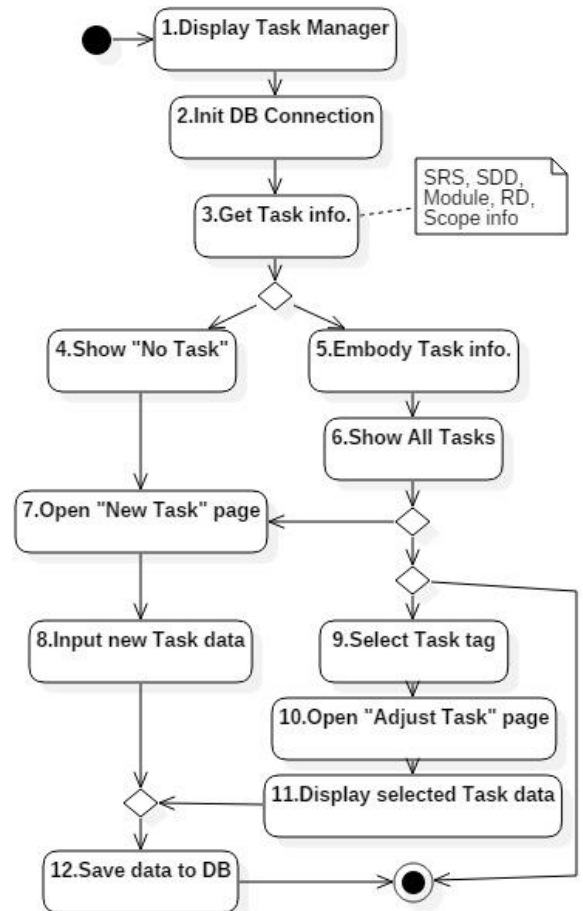 1.Display Task Manager
2.Init DB Connection
3.Get Task info.
SRS, SDD,
Module, RD,
Scope info
4.Show "No Task"
5.Embody Task info.
6.Show All Tasks
7.Open "New Task" page
8.Input new Task data
9.Select Task tag
10.Open "Adjust Task" page
11.Display selected Task data
12.Save data to DB